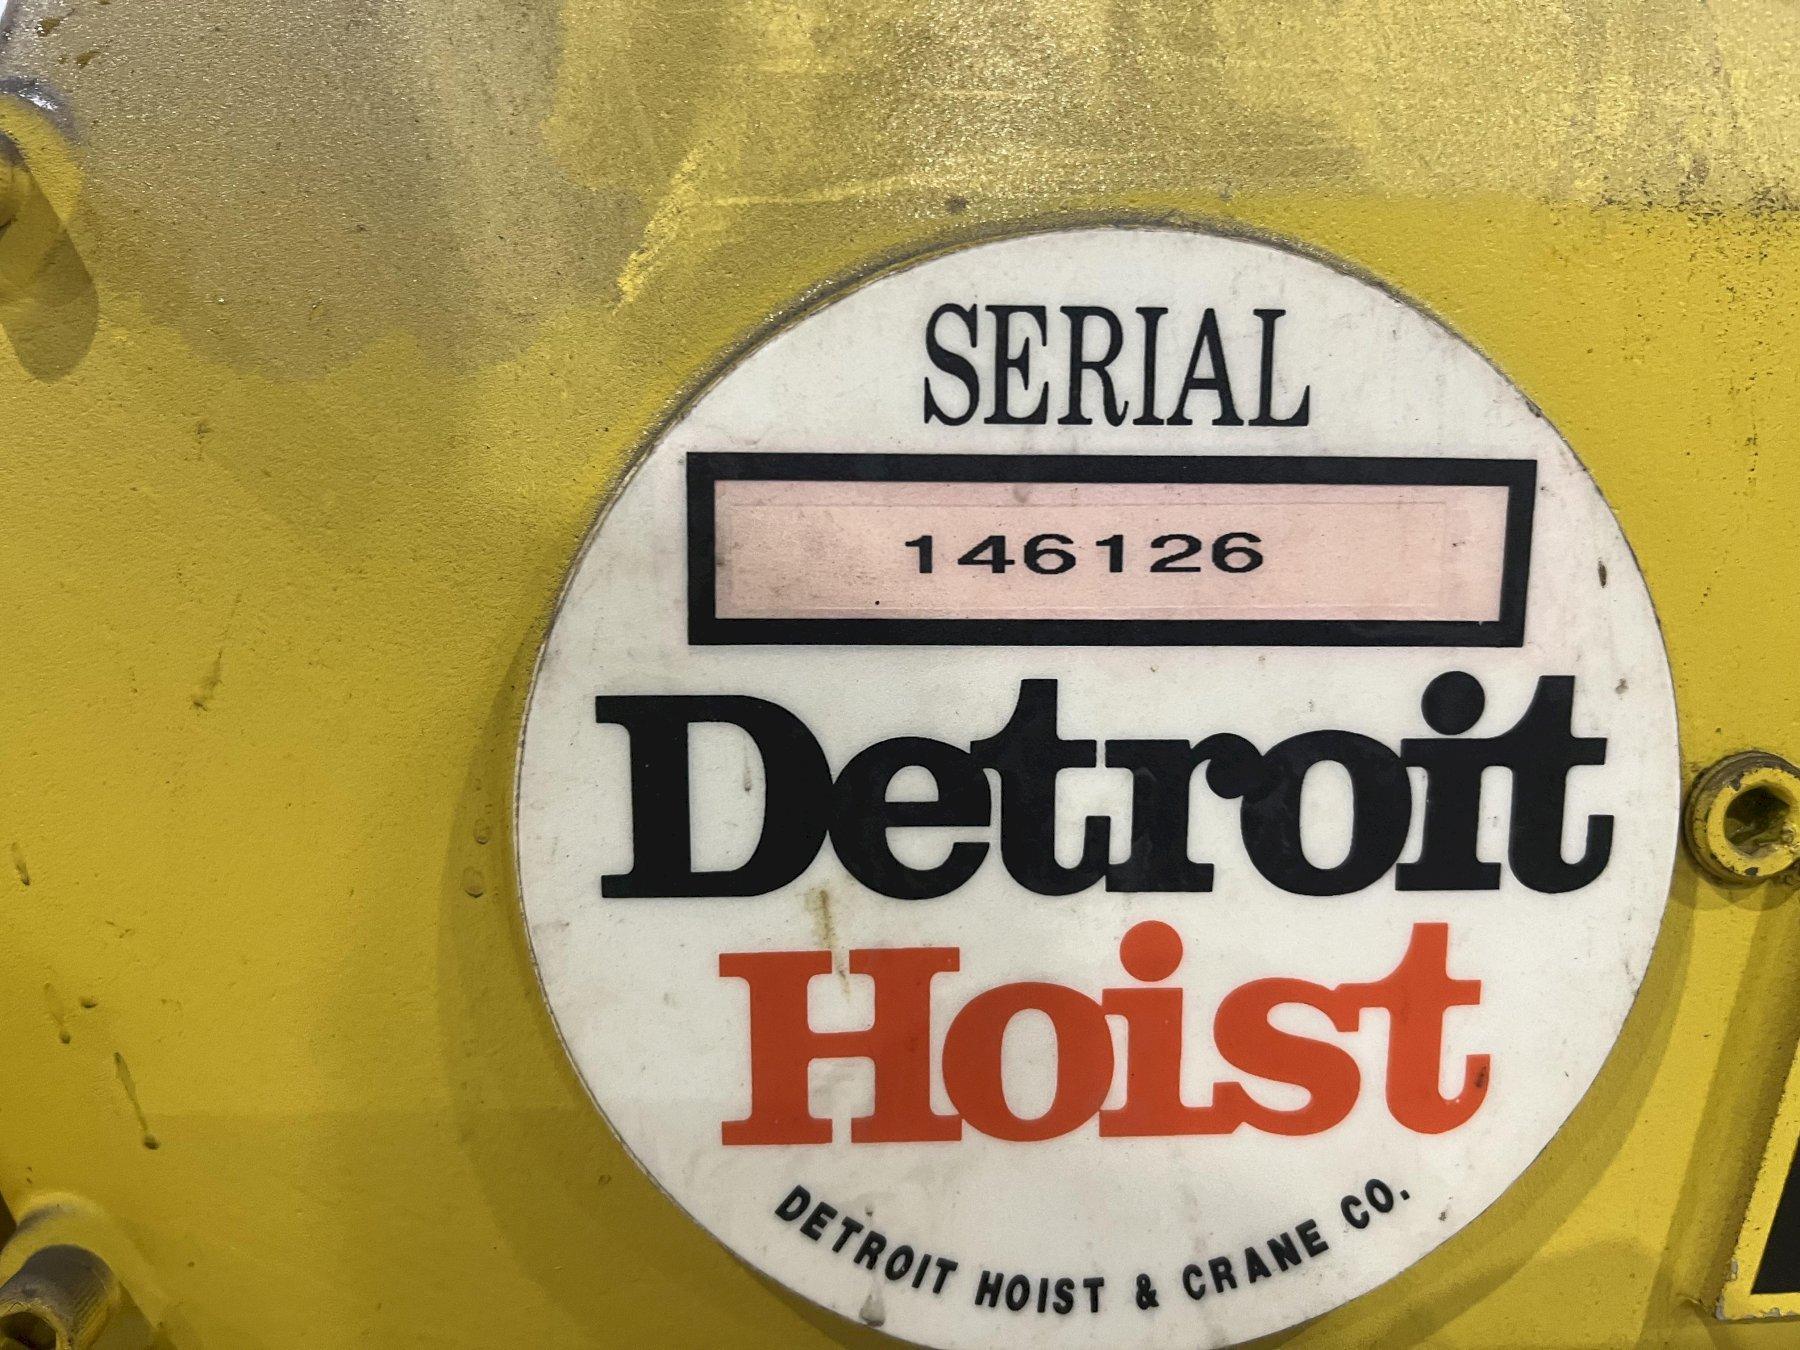 SERIAL
146126
Detroit
Hoist
DETROIT HOIST & CRANE CO.